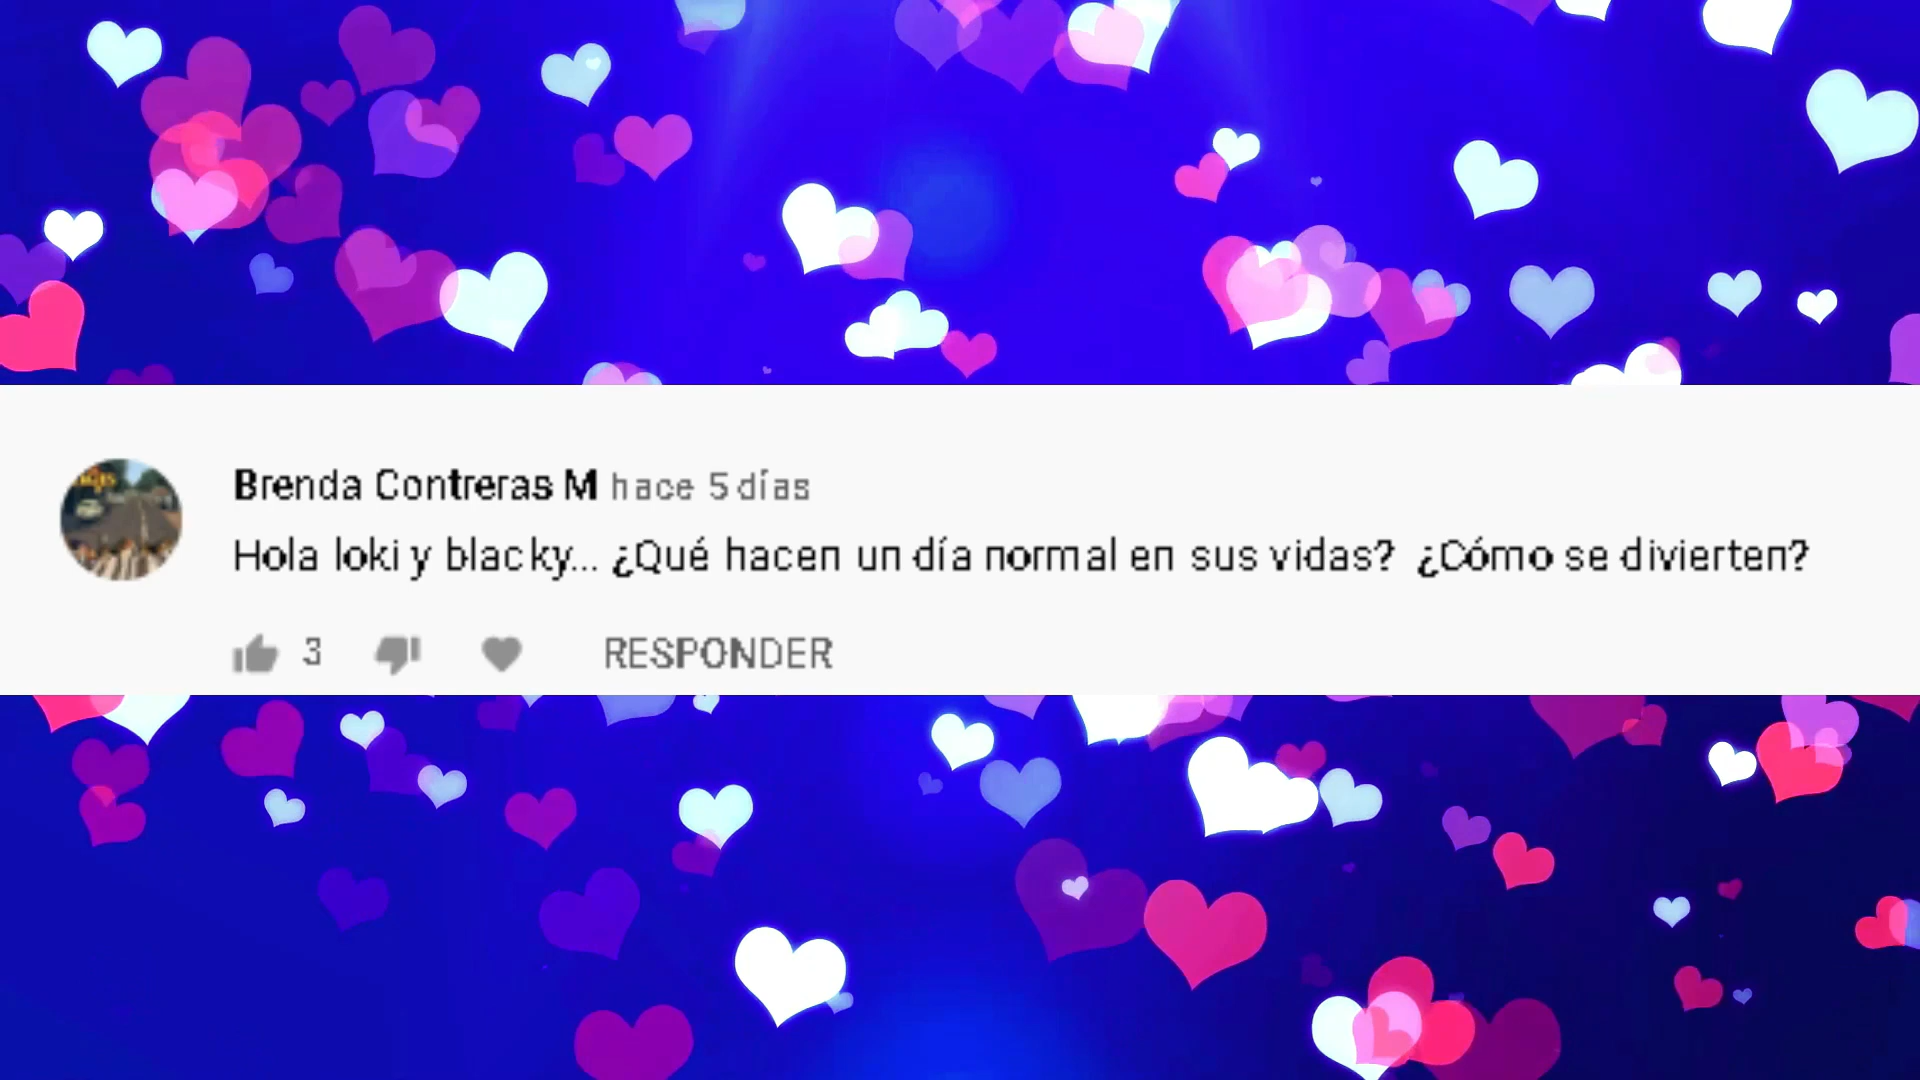 Brenda Contreras M hace 5 días
Hola loki y blacky... ¿Qué hacen un día normal en sus vidas? ¿Cómo se divierten?
3 RESPONDER